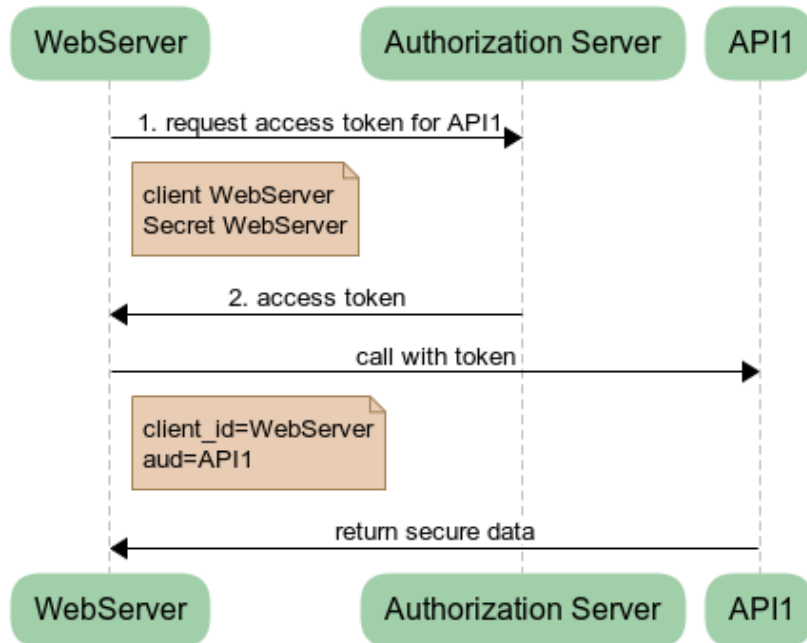 WebServer
Authorization Server
API1
1. request access token for API1
client WebServer
Secret WebServer
2. access token
call with token
client_id=WebServer
aud=API1
return secure data
WebServer
Authorization Server
API1